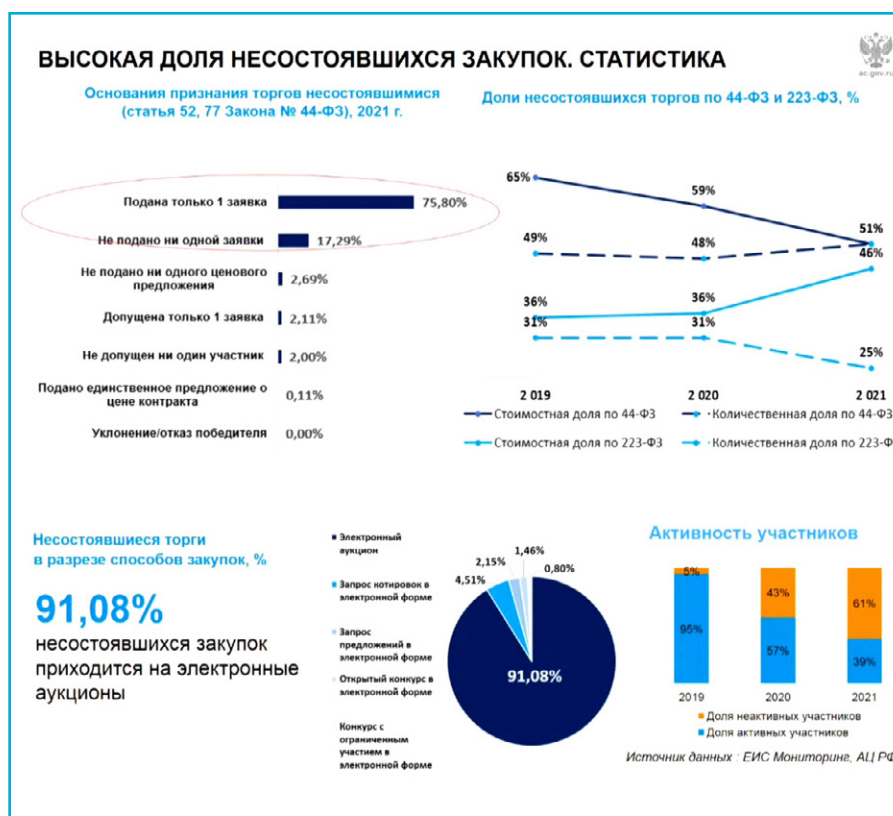 ВЫСОКАЯ ДОЛЯ НЕСОСТОЯВШИХСЯ ЗАКУПОК. СТАТИСТИКА
ac.gov.ru
Основания признания торгов несостоявшимися
(статья 52, 77 Закона № 44-ФЗ), 2021 г.
Подана только 1 заявка
75,80%
Не подано ни одной заявки
17,29%
Не подано ни одного ценового
предложения
2,69%
Допущена только 1 заявка
2,11%
Не допущен ни один участник
2,00%
Подано единственное предложение о
цене контракта
0,11%
Уклонение/отказ победителя
0,00%
Доли несостоявшихся торгов по 44-ФЗ и 223-ФЗ, %
65%
59%
51%
49%
48%
46%
36%
36%
31%
31%
25%
2 019
2 020
2 021
Стоимостная доля по 44-ФЗ
Количественная доля по 44-ФЗ
Стоимостная доля по 223-ФЗ
Количественная доля по 223-Ф
Несостоявшиеся торги
в разрезе способов закупок, %
91,08%
несостоявшихся закупок
приходится на электронные
аукционы
Электронный
аукцион
Запрос котировок в
электронной форме
Запрос
предложений в
электронной форме
Открытый конкурс в
электронной форме
Конкурс с
ограниченным
участием в
электронной форме
4,51%
2,15%
1,46%
0,80%
91,08%
Активность участников
5%
43%
61%
95%
57%
39%
2019
2020
2021
Доля неактивных участников
Доля активных участников
Источник данных : ЕИС Мониторинг, АЦ РФ